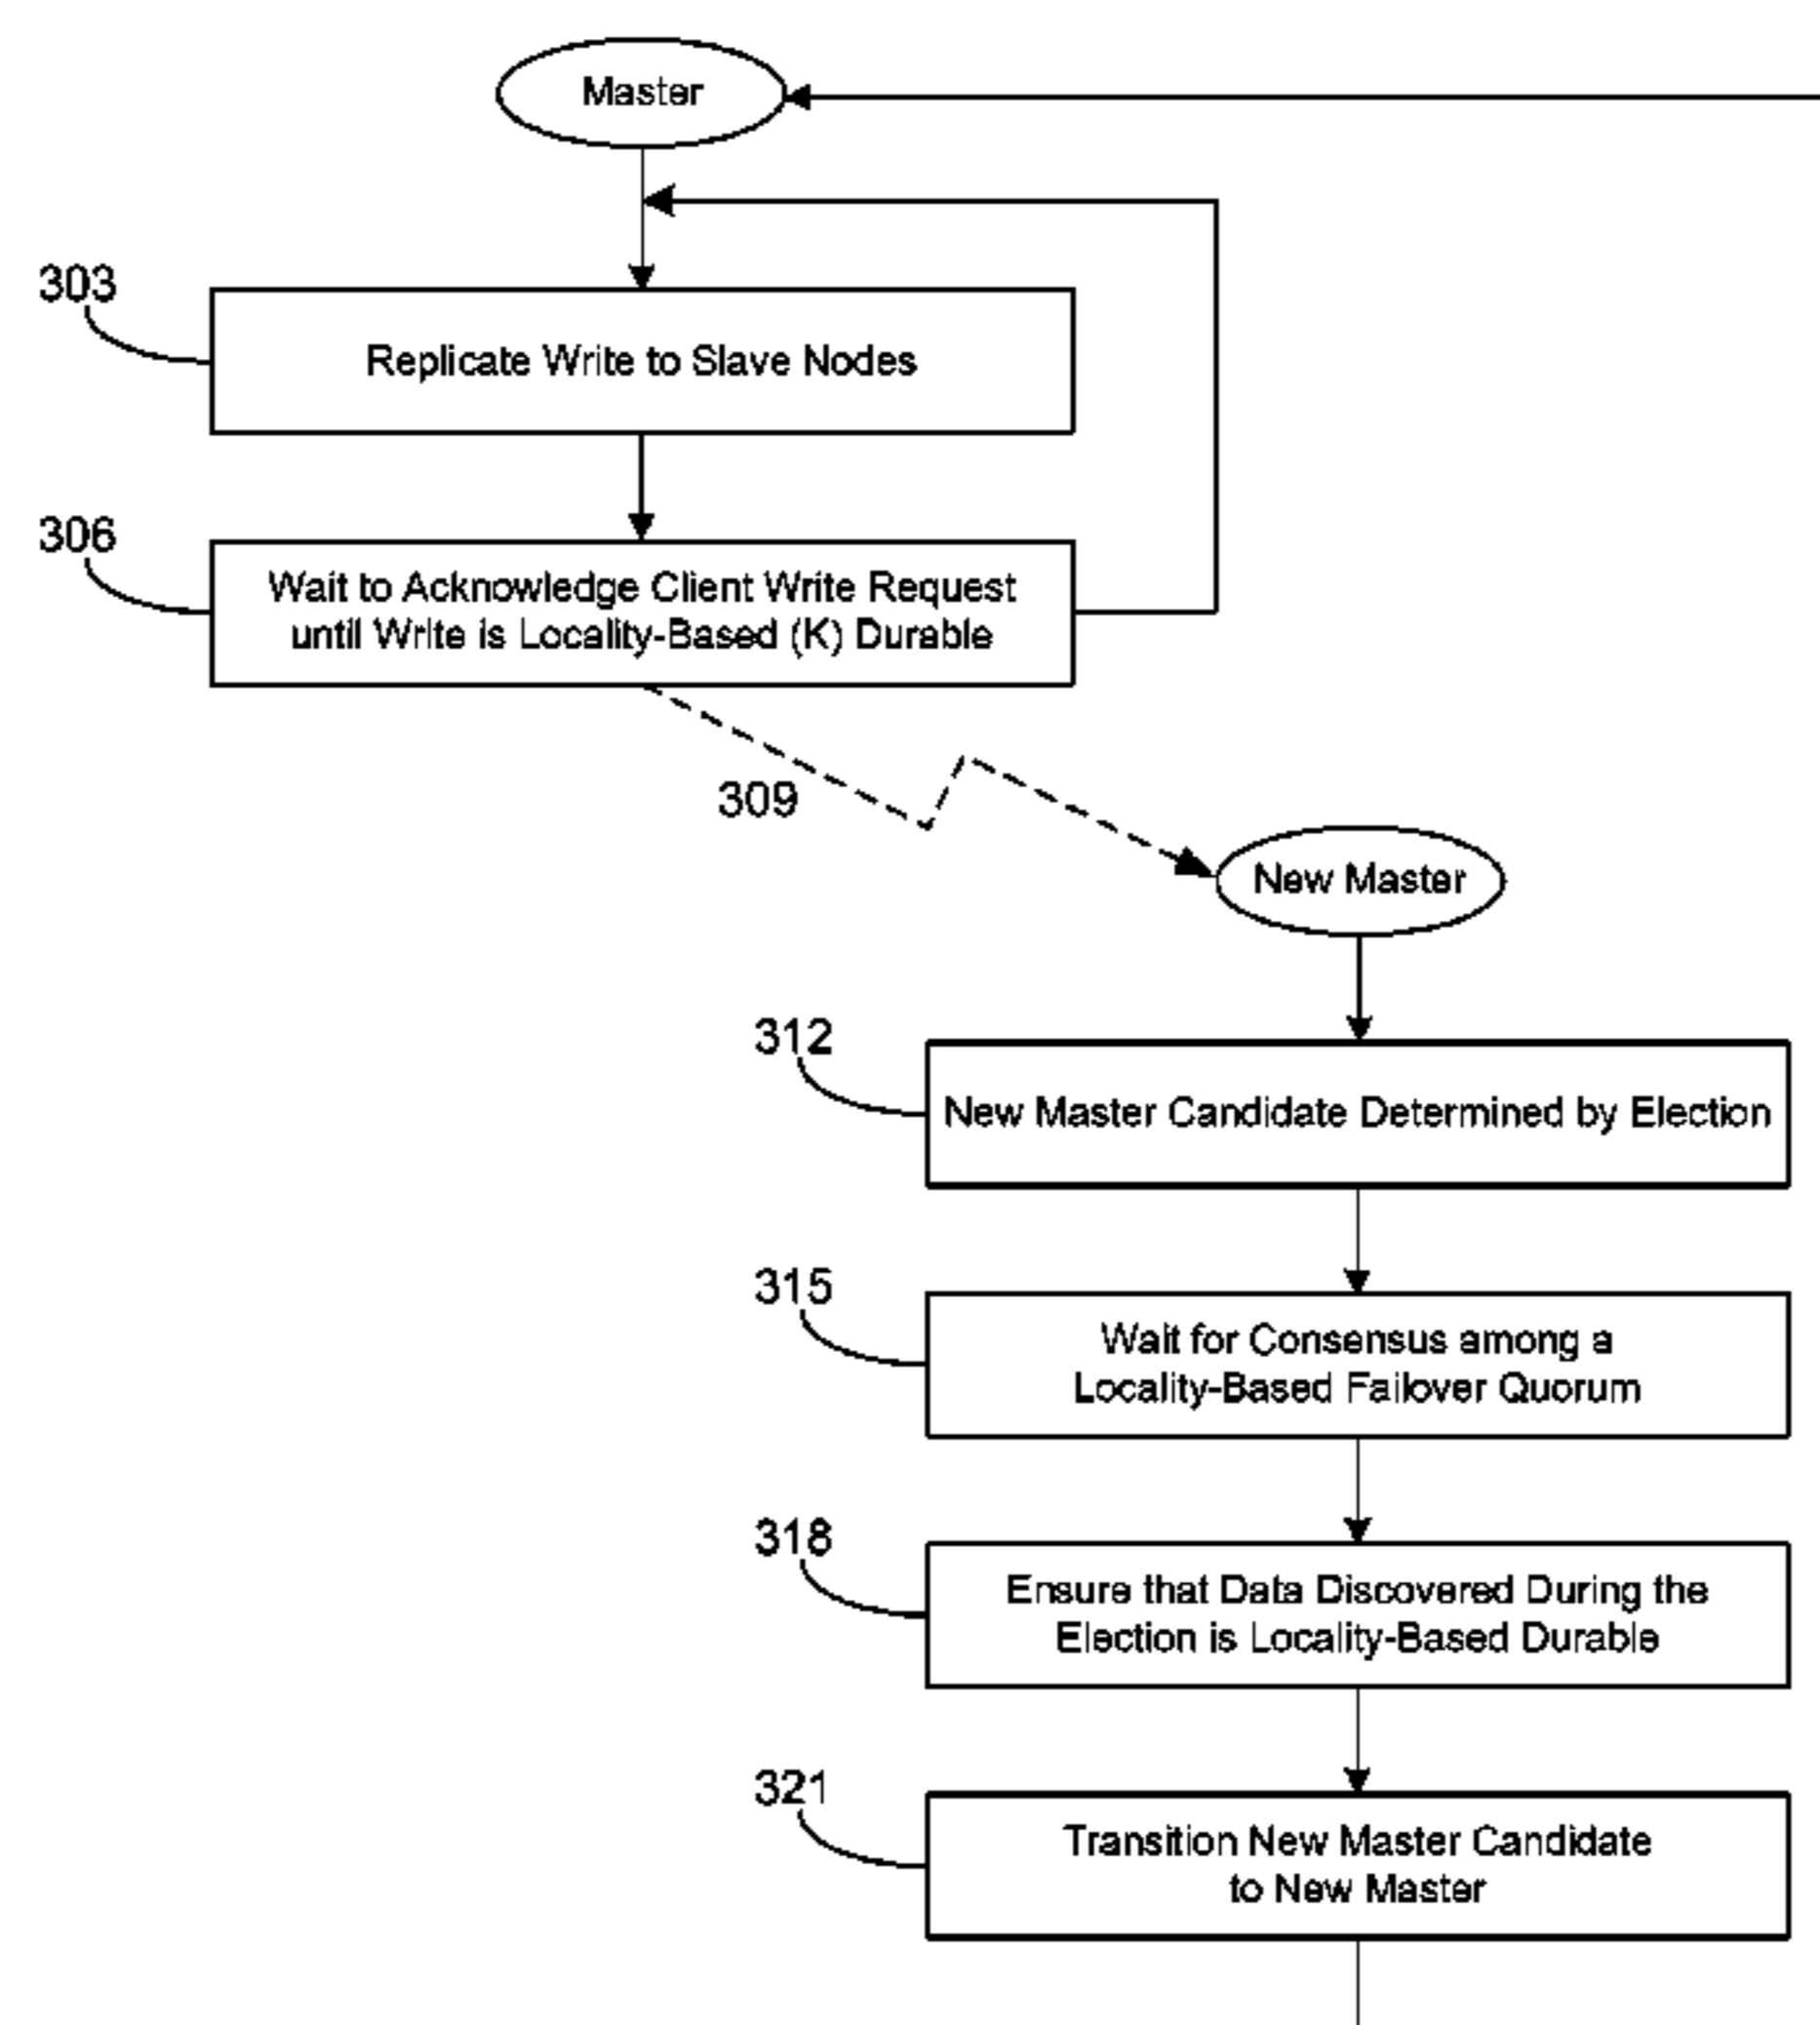 Master
303
Replicate Write to Slave Nodes
306
Wait to Acknowledge Client Write Request
until Write is Locality-Based (K) Durable
309
New Master
312
New Master Candidate Determined by Election
315
Wait for Consensus among a
Locality-Based Failover Quorum
318
Ensure that Data Discovered During the
Election is Locality-Based Durable
321
Transition New Master Candidate
to New Master